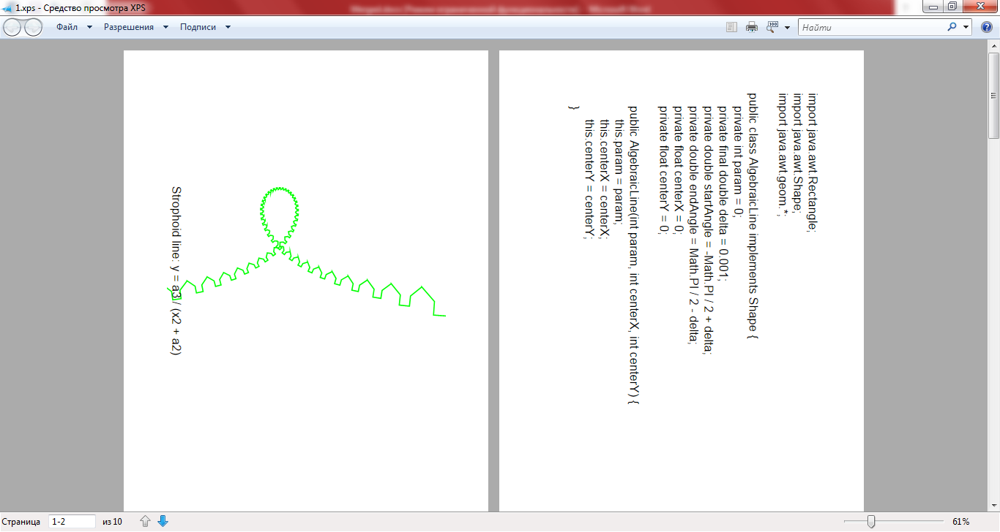 1.xps - Средство просмотра XPS
Файл
Разрешения
Подписи
100
Найти
Strophoid line: y = a3 / (x2 + a2)
import java.awt.Rectangle;
import java.awt.Shape;
import java.awt.geom.*;
public class AlgebraicLine implements Shape {
private int param = 0;
private final double delta = 0.001;
private double startAngle = -Math.PI / 2 + delta;
private double endAngle = Math.PI / 2 - delta;
private float centerX = 0;
private float centerY = 0;
public AlgebraicLine(int param, int centerX, int centerY) {
this.param = param;
this.centerX = centerX;
this.centerY = centerY;
}
Страница 1-2 из 10
61%